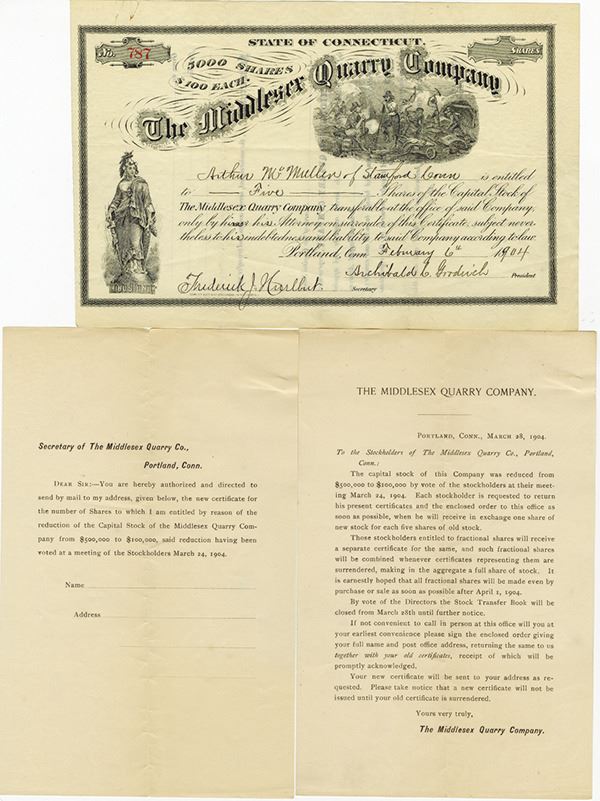 STATE OF CONNECTICUT.
No. 787
SHARES
5000 SHARES
$100 EACH.
The Middlesex Quarry Company
Arthur McMullen of Stamford Conn is entitled
to Five Shares of the Capital Stock of
The Middlesex Quarry Company, transferable at the office of said Company,
only by his or his Attorney on surrender of this Certificate, subject never
theless to his indebtedness and liability to said Company according to law
Portland, Conn. February 6th 1904
Archibald C. Goodrich President
Frederick J. Hurlbut Secretary
INDUSTRIA
Secretary of The Middlesex Quarry Co.,
Portland, Conn.
DEAR SIR:—You are hereby authorized and directed to
send by mail to my address, given below, the new certificate for
the number of Shares to which I am entitled by reason of the
reduction of the Capital Stock of the Middlesex Quarry Com-
pany from $500,000 to $100,000, said reduction having been
voted at a meeting of the Stockholders March 24, 1904.
Name
Address
THE MIDDLESEX QUARRY COMPANY.
PORTLAND, CONN., MARCH 28, 1904.
To the Stockholders of The Middlesex Quarry Co., Portland,
Conn.:
The capital stock of this Company was reduced from
$500,000 to $100,000 by vote of the stockholders at their meet-
ing March 24, 1904. Each stockholder is requested to return
his present certificates and the enclosed order to this office as
soon as possible, when he will receive in exchange one share of
new stock for each five shares of old stock.
Those stockholders entitled to fractional shares will receive
a separate certificate for the same, and such fractional shares
will be combined whenever certificates representing them are
surrendered, making in the aggregate a full share of stock. It
is earnestly hoped that all fractional shares will be made even by
purchase or sale as soon as possible after April 1, 1904.
By vote of the Directors the Stock Transfer Book will be
closed from March 28th until further notice.
If not convenient to call in person at this office will you at
your earliest convenience please sign the enclosed order giving
your full name and post office address, returning the same to us
together with your old certificates, receipt of which will be
promptly acknowledged.
Your new certificate will be sent to your address as re-
quested. Please take notice that a new certificate will not be
issued until your old certificate is surrendered.
Yours very truly,
The Middlesex Quarry Company.